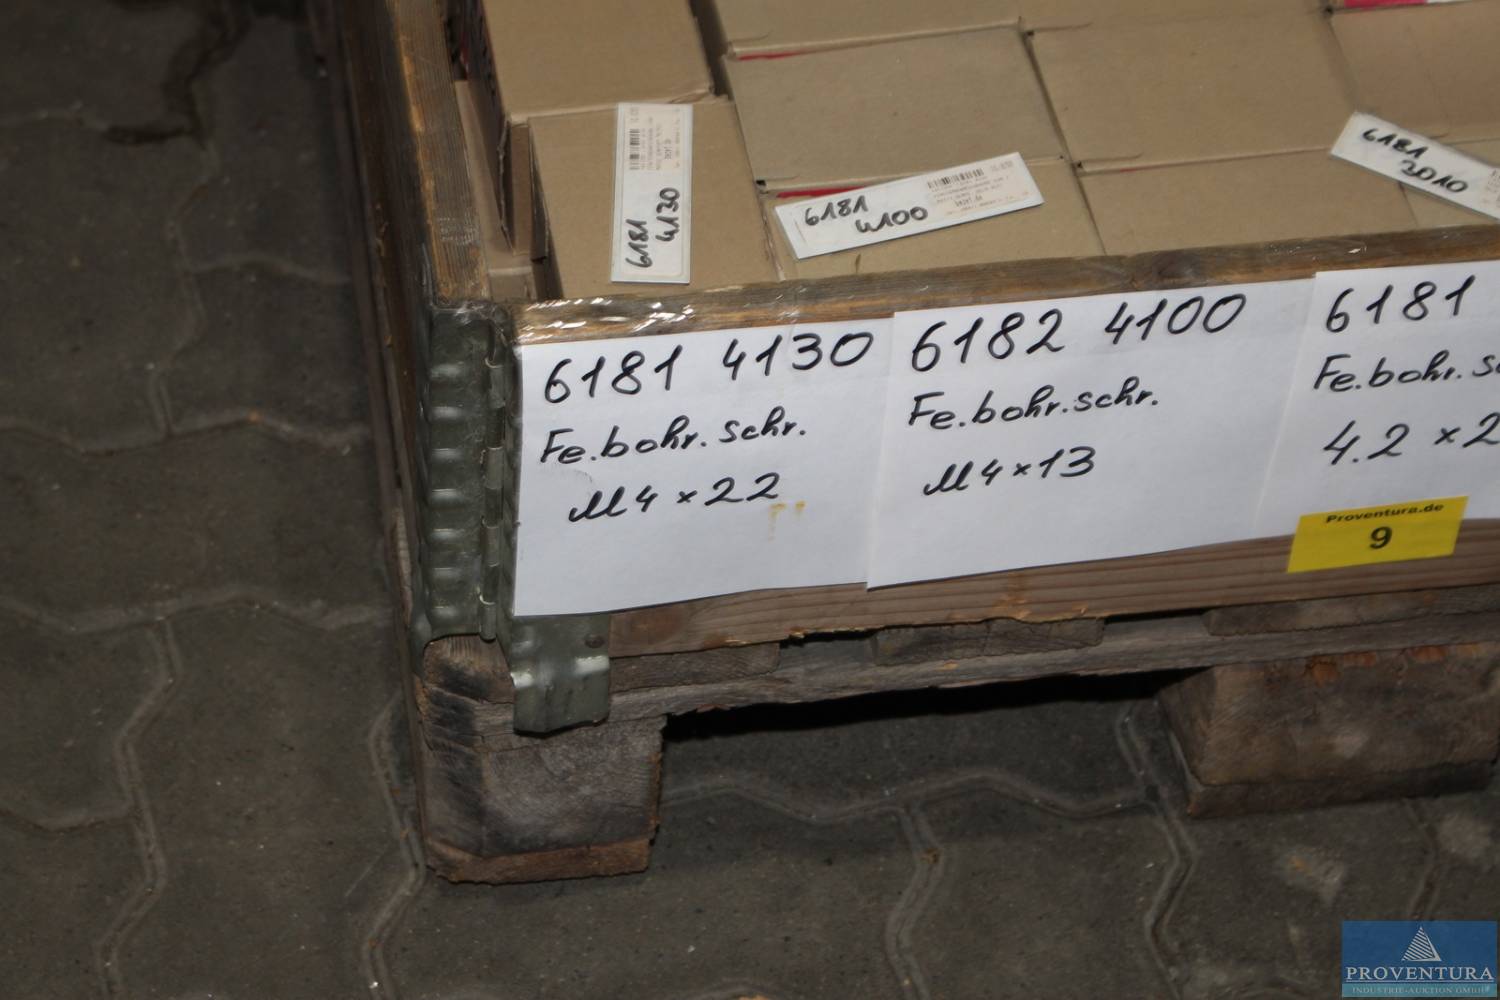 6181
4130
6181
4100
6181
3010
6181 4130
Fe.bohr.schr.
M4 x 22
6182 4100
Fe.bohr.schr.
M4 x 13
6181
Fe.bohr.s
4.2 x 2
Proventura.de
9
PROVENTURA
INDUSTRIE-AUKTION GMBH